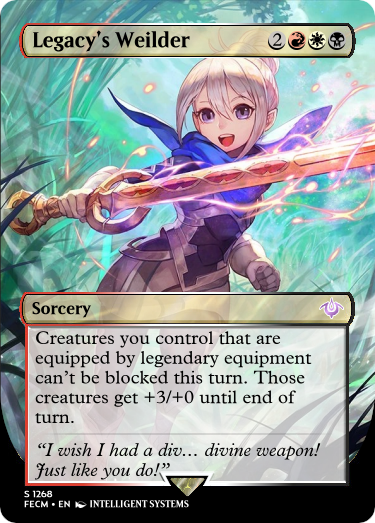 Legacy's Weilder 2
Sorcery
Creatures you control that are
equipped by legendary equipment
can't be blocked this turn. Those
creatures get +3/+0 until end of
turn.
"I wish I had a div… divine weapon!
Just like you do!"
S 1268
FECM • EN INTELLIGENT SYSTEMS